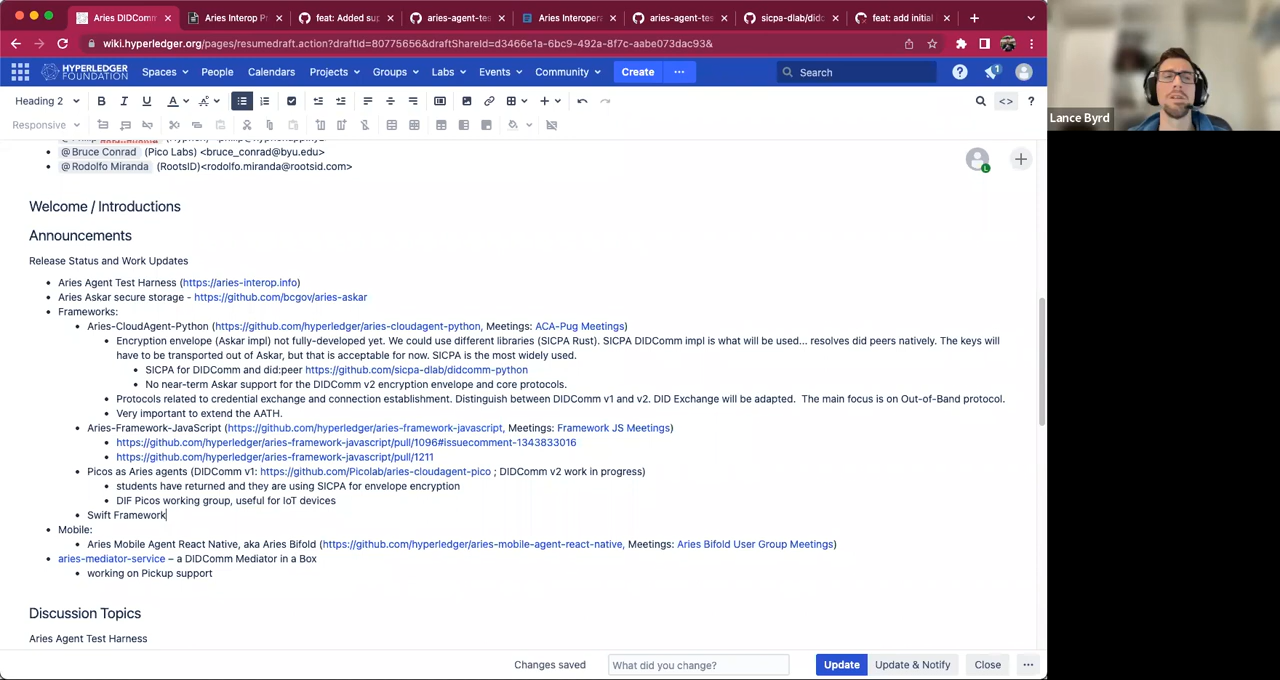 Aries DIDComm
Aries Interop Pr
feat: Added sup
aries-agent-tes
Aries Interopera
aries-agent-tes
sicpa-dlab/didc
feat: add initial
wiki.hyperledger.org/pages/resumedraft.action?draftId=80775656&draftShareId=d3466e1a-6bc9-492a-8f7c-aabe073dac93&
HYPERLEDGER FOUNDATION
Spaces People Calendars Projects Groups Labs Events Community Create ··· Search ? 1
Heading 2 B I U A <> ?
Responsive
@Bruce Conrad (Pico Labs) <bruce_conrad@byu.edu>
@Rodolfo Miranda (RootsID)<rodolfo.miranda@rootsid.com>
Welcome / Introductions
Announcements
Release Status and Work Updates
Aries Agent Test Harness (https://aries-interop.info)
Aries Askar secure storage - https://github.com/bcgov/aries-askar
Frameworks:
Aries-CloudAgent-Python (https://github.com/hyperledger/aries-cloudagent-python, Meetings: ACA-Pug Meetings)
Encryption envelope (Askar impl) not fully-developed yet. We could use different libraries (SICPA Rust). SICPA DIDComm impl is what will be used... resolves did peers natively. The keys will
have to be transported out of Askar, but that is acceptable for now. SICPA is the most widely used.
SICPA for DIDComm and did:peer https://github.com/sicpa-dlab/didcomm-python
No near-term Askar support for the DIDComm v2 encryption envelope and core protocols.
Protocols related to credential exchange and connection establishment. Distinguish between DIDComm v1 and v2. DID Exchange will be adapted. The main focus is on Out-of-Band protocol.
Very important to extend the AATH.
Aries-Framework-JavaScript (https://github.com/hyperledger/aries-framework-javascript, Meetings: Framework JS Meetings)
https://github.com/hyperledger/aries-framework-javascript/pull/1096#issuecomment-1343833016
https://github.com/hyperledger/aries-framework-javascript/pull/1211
Picos as Aries agents (DIDComm v1: https://github.com/Picolab/aries-cloudagent-pico ; DIDComm v2 work in progress)
students have returned and they are using SICPA for envelope encryption
DIF Picos working group, useful for IoT devices
Swift Framework
Mobile:
Aries Mobile Agent React Native, aka Aries Bifold (https://github.com/hyperledger/aries-mobile-agent-react-native, Meetings: Aries Bifold User Group Meetings)
aries-mediator-service – a DIDComm Mediator in a Box
working on Pickup support
Discussion Topics
Aries Agent Test Harness
Changes saved What did you change? Update Update & Notify Close ···
Lance Byrd